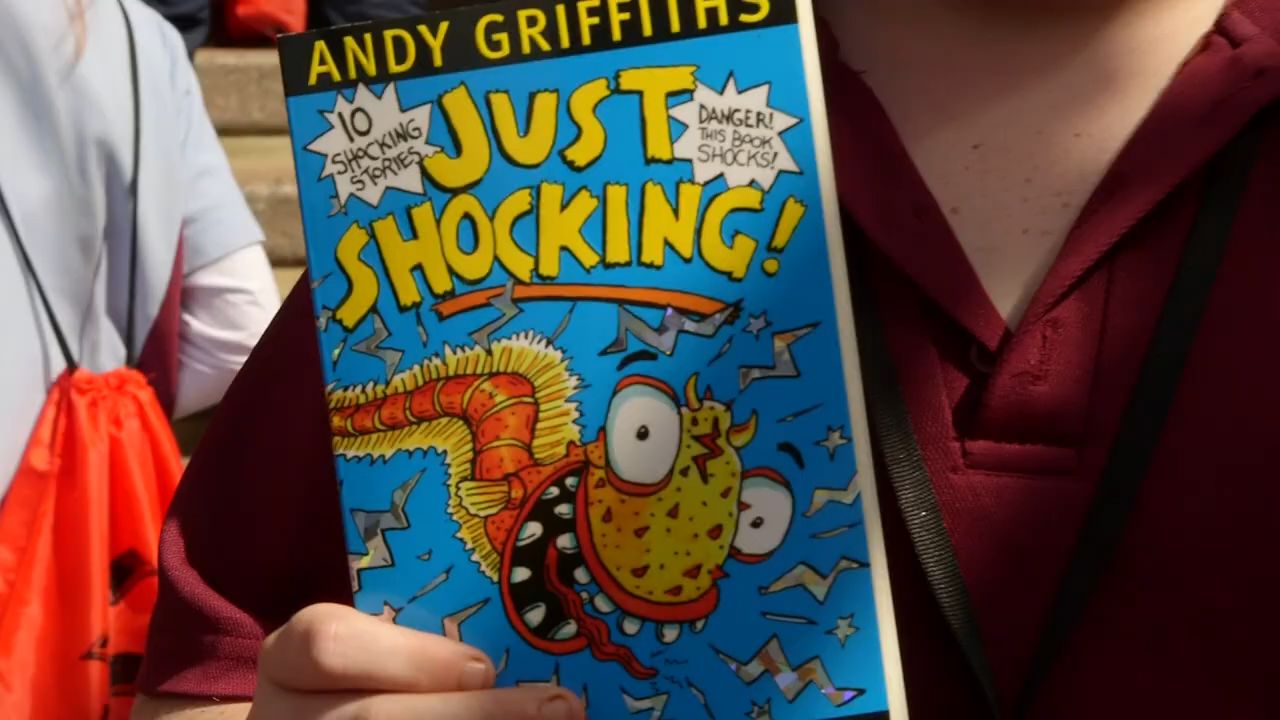 ANDY GRIFFITHS
10
SHOCKING
STORIES
JUST
SHOCKING!
DANGER!
THIS BOOK
SHOCKS!